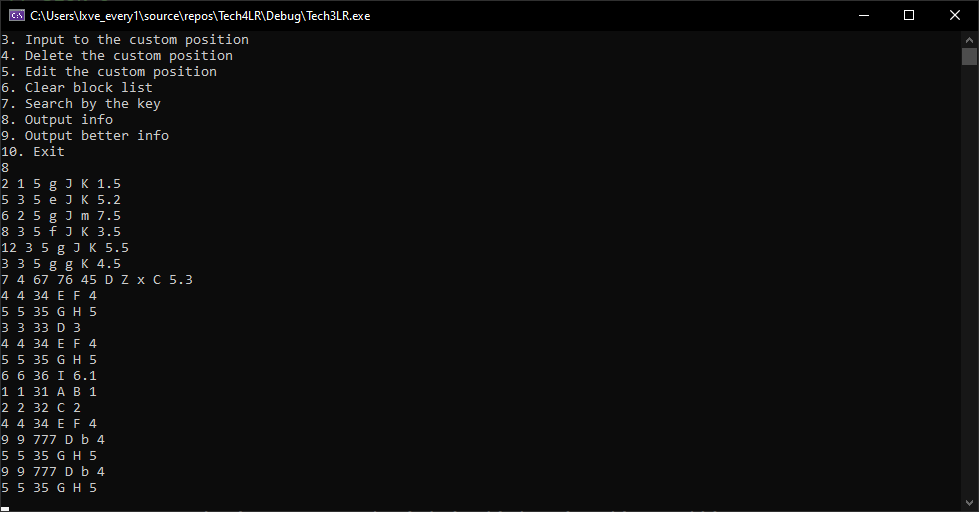 C:\Users\lxve_every1\source\repos\Tech4LR\Debug\Tech3LR.exe
3. Input to the custom position
4. Delete the custom position
5. Edit the custom position
6. Clear block list
7. Search by the key
8. Output info
9. Output better info
10. Exit
8
2 1 5 g J K 1.5
5 3 5 e J K 5.2
6 2 5 g J m 7.5
8 3 5 f J K 3.5
12 3 5 g J K 5.5
3 3 5 g g K 4.5
7 4 67 76 45 D Z x C 5.3
4 4 34 E F 4
5 5 35 G H 5
3 3 33 D 3
4 4 34 E F 4
5 5 35 G H 5
6 6 36 I 6.1
1 1 31 A B 1
2 2 32 C 2
4 4 34 E F 4
9 9 777 D b 4
5 5 35 G H 5
9 9 777 D b 4
5 5 35 G H 5